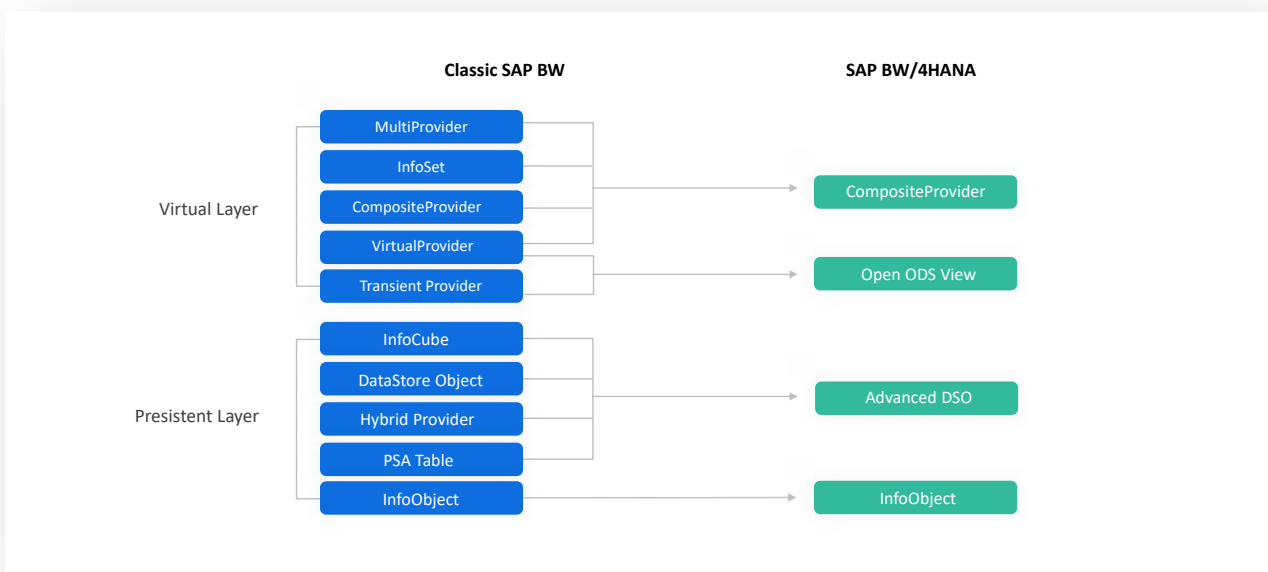 Classic SAP BW
SAP BW/4HANA
Virtual Layer
MultiProvider
InfoSet
CompositeProvider
VirtualProvider
Transient Provider
CompositeProvider
Open ODS View
Presistent Layer
InfoCube
DataStore Object
Hybrid Provider
PSA Table
InfoObject
Advanced DSO
InfoObject